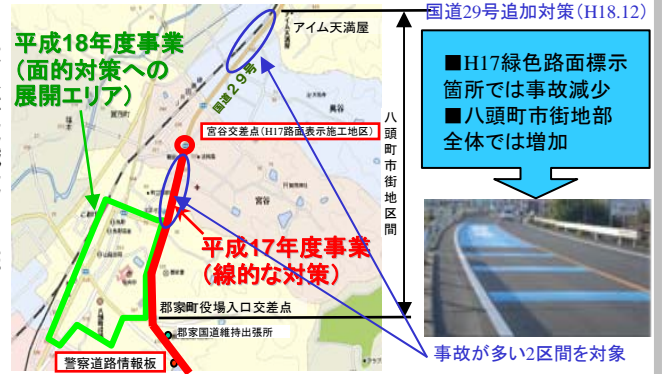 国道29号追加対策(H18.12)
アイム天満屋
平成18年度事業
(面的対策への
展開エリア)
国道29号
宮谷交差点(H17路面表示施工地区)
宮谷
平成17年度事業
(線的な対策)
郡家町役場入口交差点
郡家国道維持出張所
警察道路情報板
八頭町市街地区間
■H17緑色路面標示
箇所では事故減少
■八頭町市街地部
全体では増加
事故が多い2区間を対象